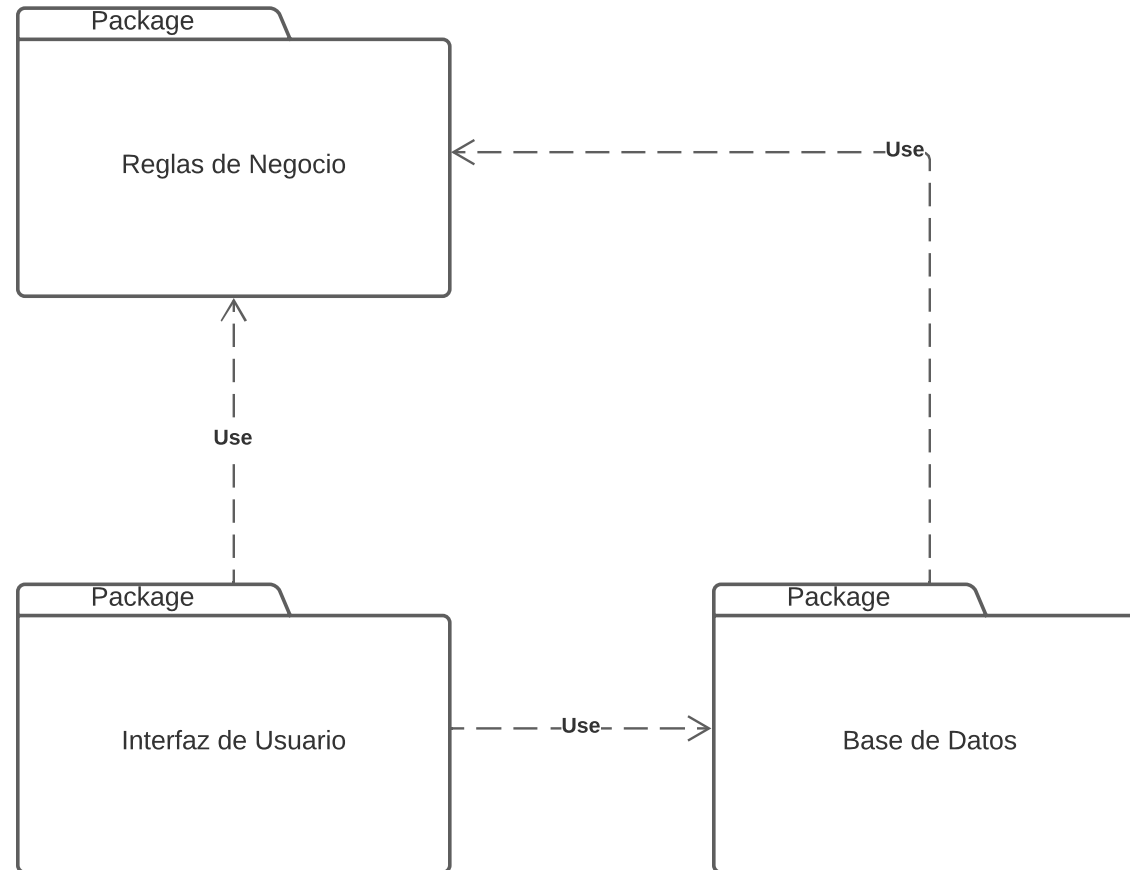 Package
Reglas de Negocio
Use
Use
Package
Interfaz de Usuario
Use
Package
Base de Datos